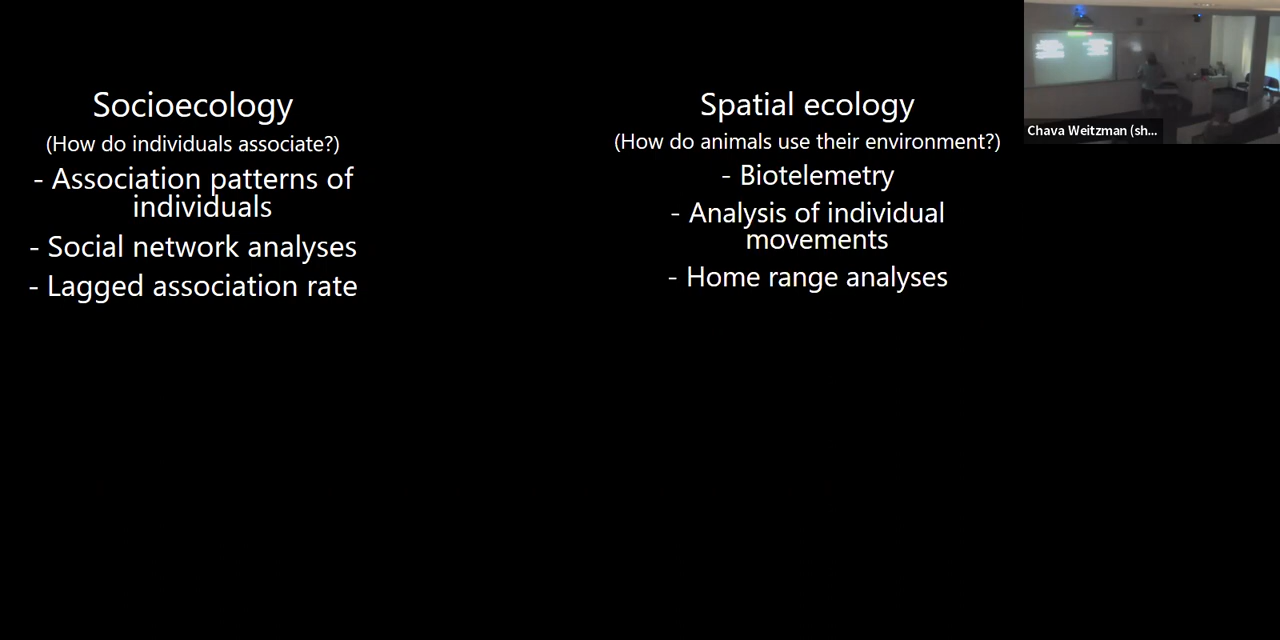 Socioecology
(How do individuals associate?)
- Association patterns of
individuals
- Social network analyses
- Lagged association rate
Spatial ecology
(How do animals use their environment?)
- Biotelemetry
- Analysis of individual
movements
- Home range analyses
Chava Weitzman (sh...